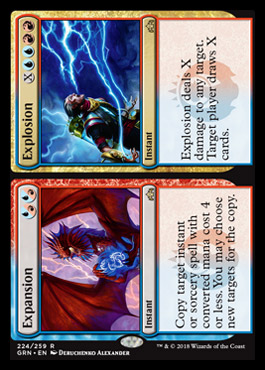 Explosion
X
Instant
Explosion deals X
damage to any target.
Target player draws X
cards.
Expansion
Instant
Copy target instant
or sorcery spell with
converted mana cost 4
or less. You may choose
new targets for the copy.
224/259 R
GRN • EN DERUCHENKO ALEXANDER
™ & © 2018 Wizards of the Coast